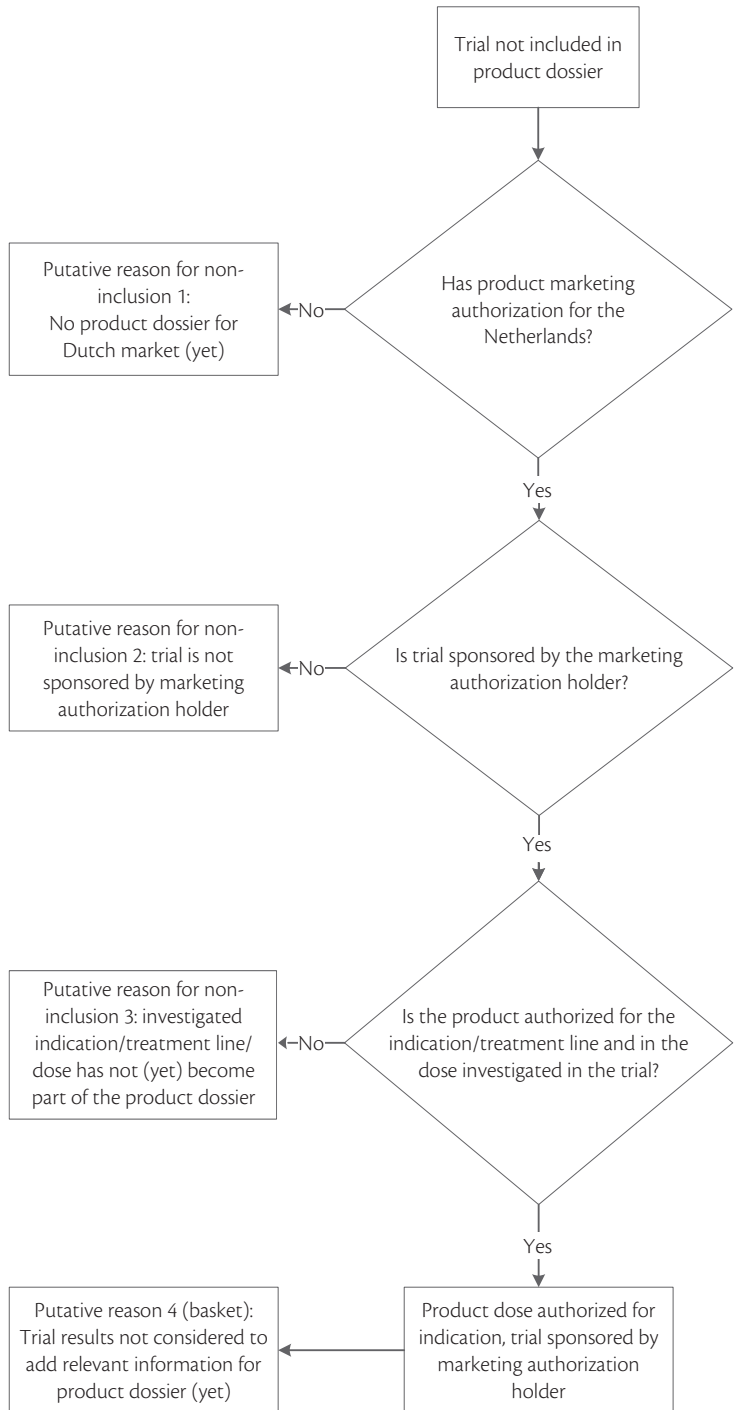 Trial not included in
product dossier
Has product marketing
authorization for the
Netherlands?
No
Putative reason for non-
inclusion 1:
No product dossier for
Dutch market (yet)
Yes
Is trial sponsored by the marketing
authorization holder?
No
Putative reason for non-
inclusion 2: trial is not
sponsored by marketing
authorization holder
Yes
Is the product authorized for the
indication/treatment line and in the
dose investigated in the trial?
No
Putative reason for non-
inclusion 3: investigated
indication/treatment line/
dose has not (yet) become
part of the product dossier
Yes
Product dose authorized for
indication, trial sponsored by
marketing authorization
holder
Putative reason 4 (basket):
Trial results not considered to
add relevant information for
product dossier (yet)